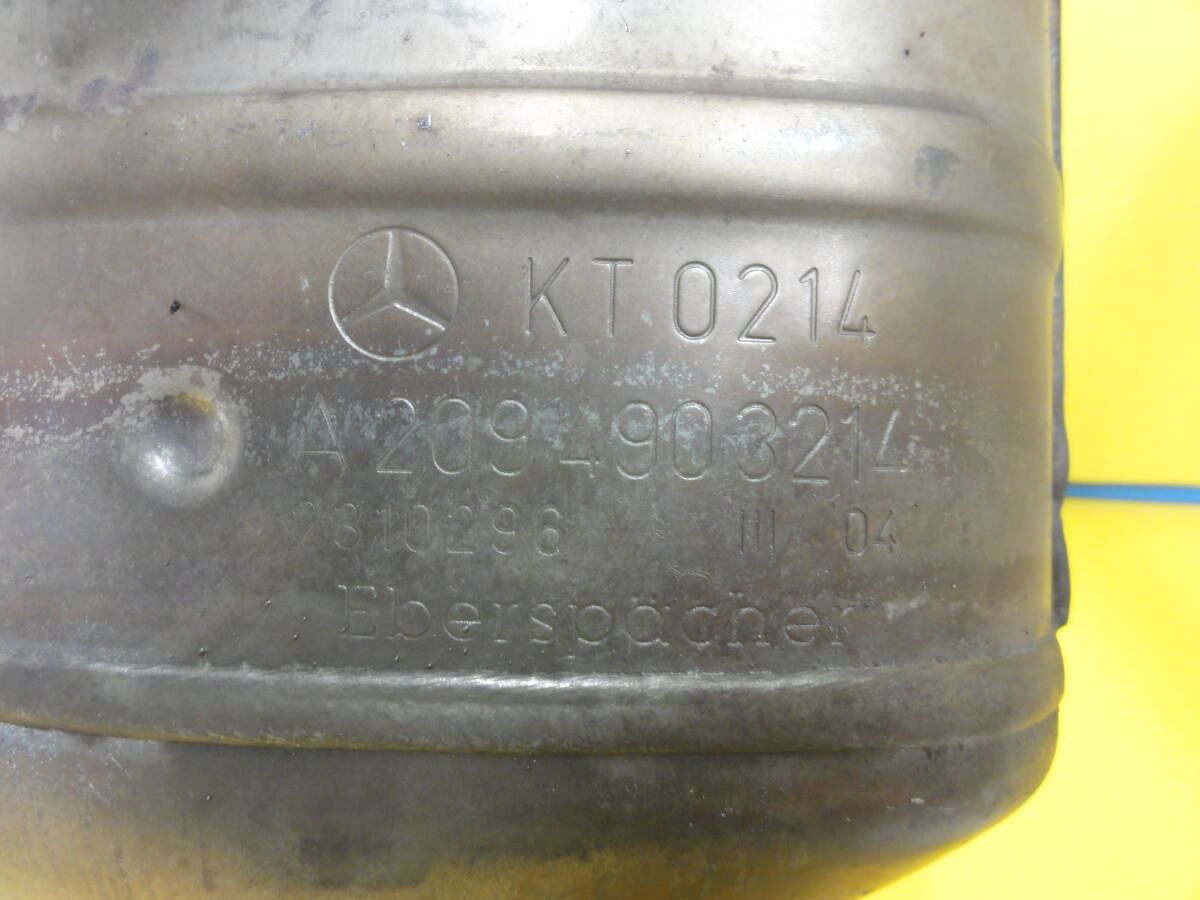 KT 0214
A 209 490 3214
2310296 III 04
Eberspächer